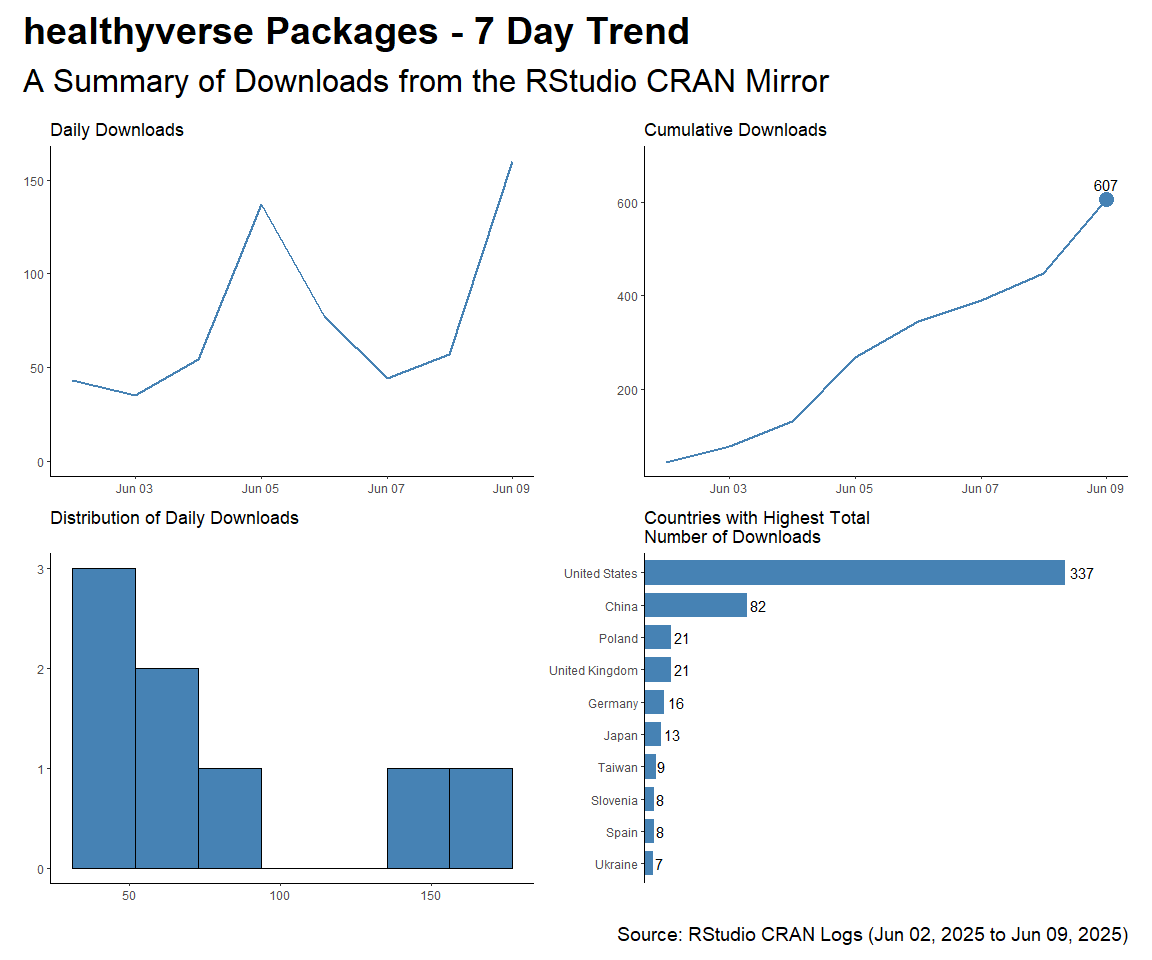 healthyverse Packages - 7 Day Trend
A Summary of Downloads from the RStudio CRAN Mirror
Daily Downloads
150
100
50
0
Jun 03
Jun 05
Jun 07
Jun 09
Cumulative Downloads
607
600
400
200
Jun 03
Jun 05
Jun 07
Jun 09
Distribution of Daily Downloads
3
2
1
0
50
100
150
Countries with Highest Total
Number of Downloads
United States 337
China 82
Poland 21
United Kingdom 21
Germany 16
Japan 13
Taiwan 9
Slovenia 8
Spain 8
Ukraine 7
Source: RStudio CRAN Logs (Jun 02, 2025 to Jun 09, 2025)